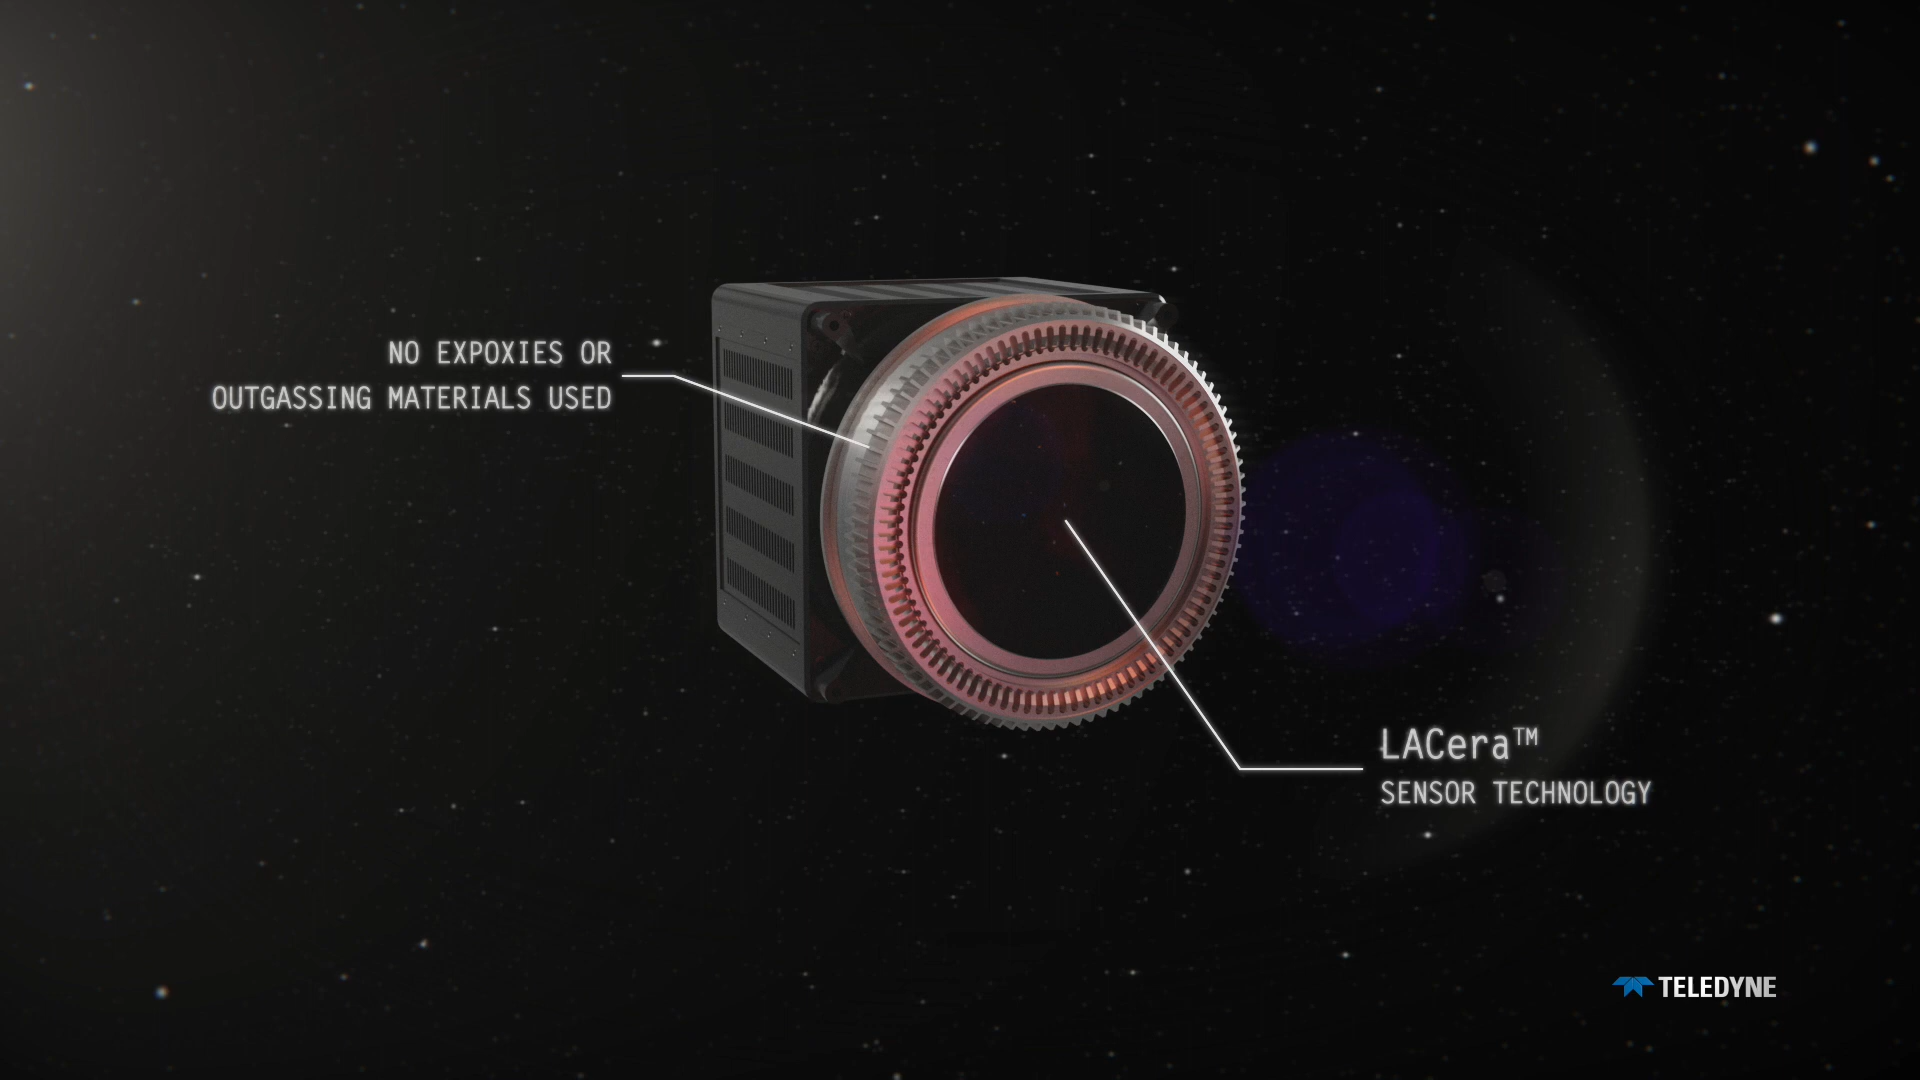 NO EXPOXIES OR
OUTGASSING MATERIALS USED
LACera™
SENSOR TECHNOLOGY
TELEDYNE